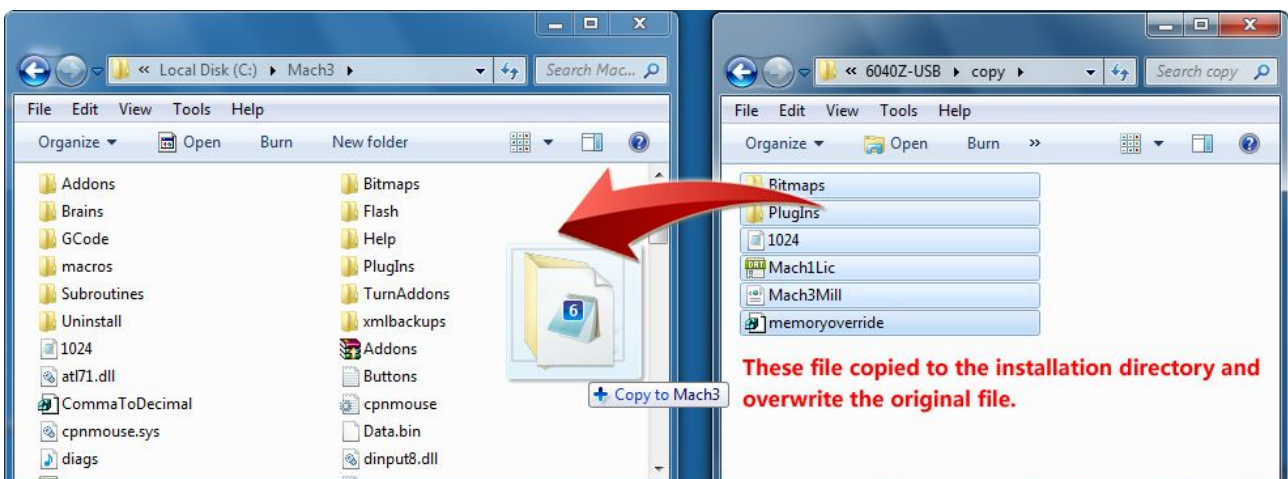 « Local Disk (C:) ▸ Mach3 ▸
Search Mac...
File Edit View Tools Help
Organize Open Burn New folder
Addons
Brains
GCode
macros
Subroutines
Uninstall
1024
atl71.dll
CommaToDecimal
cpnmouse.sys
diags
Bitmaps
Flash
Help
PlugIns
TurnAddons
xmlbackups
Addons
Buttons
cpnmouse
Data.bin
dinput8.dll
6
Copy to Mach3
« 6040Z-USB ▸ copy ▸
Search copy
File Edit View Tools Help
Organize Open Burn »
Bitmaps
PlugIns
1024
Mach1Lic
Mach3Mill
memoryoverride
These file copied to the installation directory and
overwrite the original file.